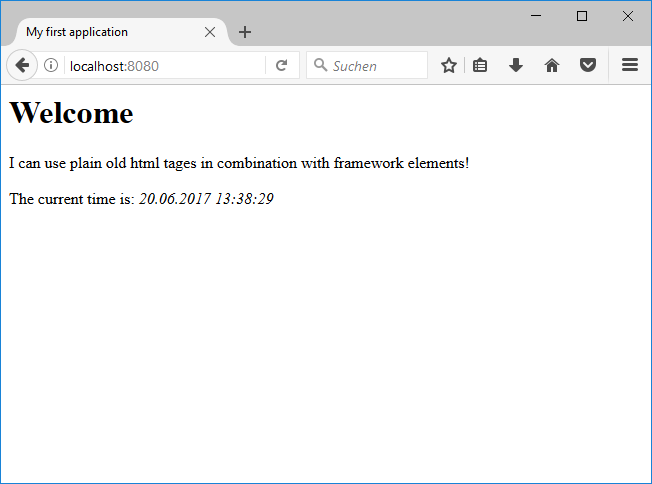 My first application
localhost:8080
Suchen
Welcome
I can use plain old html tages in combination with framework elements!
The current time is: 20.06.2017 13:38:29